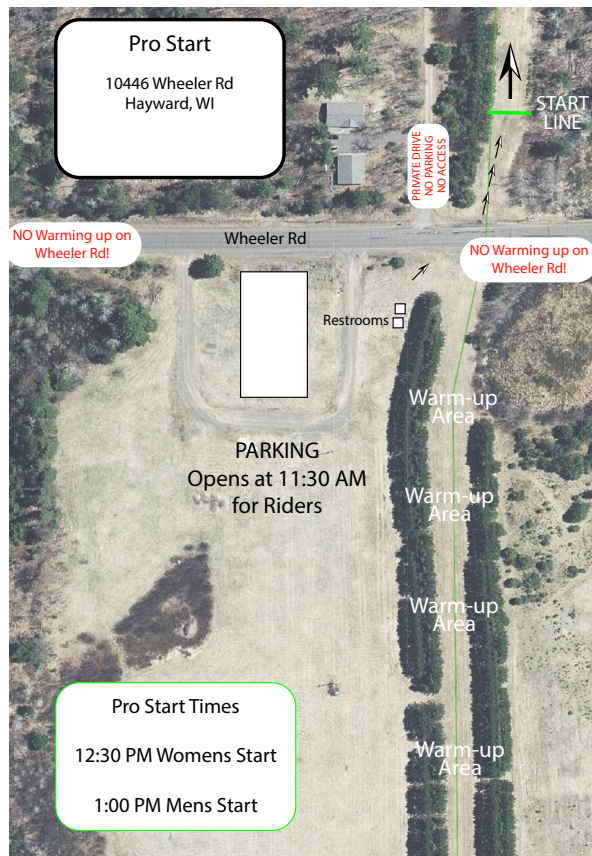 Pro Start
10446 Wheeler Rd
Hayward, WI
START
LINE
PRIVATE DRIVE
NO PARKING
NO ACCESS
NO Warming up on
Wheeler Rd!
Wheeler Rd
NO Warming up on
Wheeler Rd!
Restrooms
Warm-up
Area
PARKING
Opens at 11:30 AM
for Riders
Warm-up
Area
Warm-up
Area
Warm-up
Area
Pro Start Times
12:30 PM Womens Start
1:00 PM Mens Start